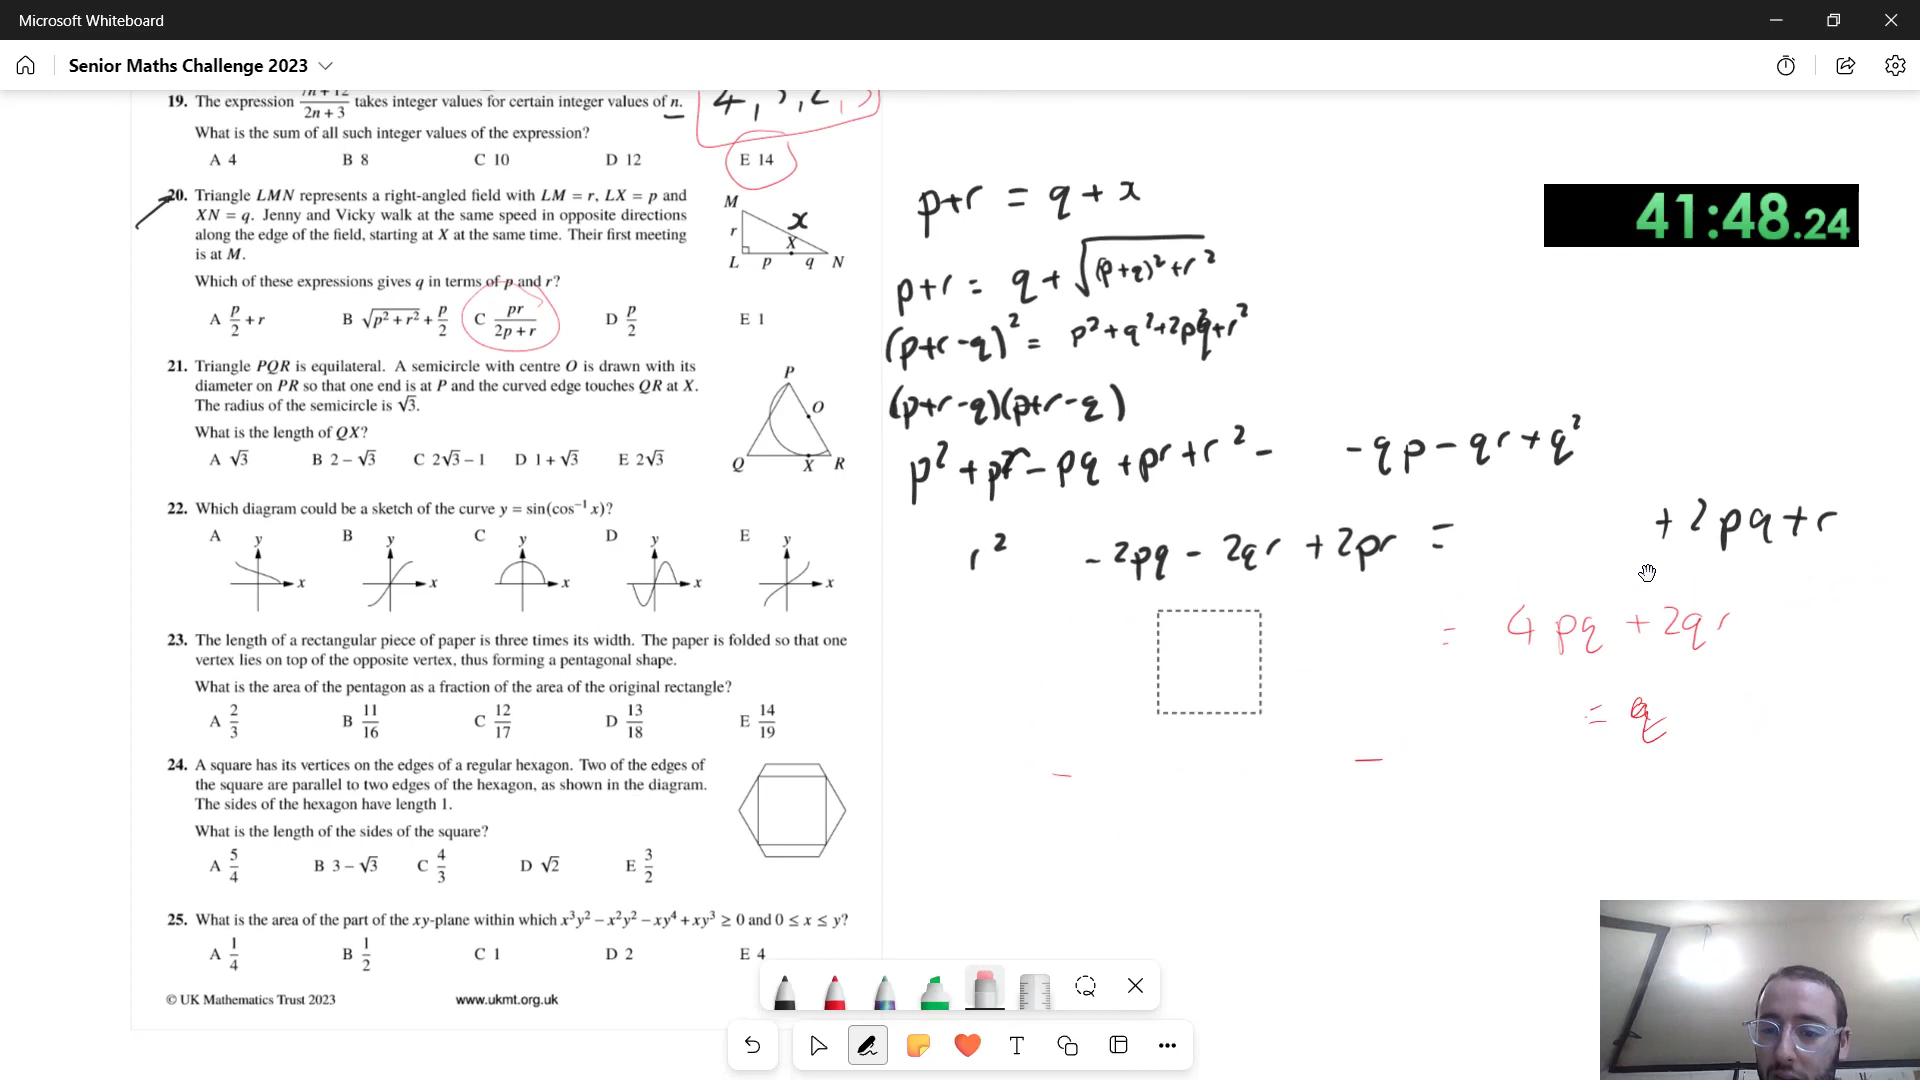 Microsoft Whiteboard
Senior Maths Challenge 2023
19. The expression 7n + 12 / 2n + 3 takes integer values for certain integer values of n.
What is the sum of all such integer values of the expression?
A 4 B 8 C 10 D 12 E 14
20. Triangle LMN represents a right-angled field with LM = r, LX = p and
XN = q. Jenny and Vicky walk at the same speed in opposite directions
along the edge of the field, starting at X at the same time. Their first meeting
is at M.
Which of these expressions gives q in terms of p and r?
A p/2 + r B √(p² + r²) + p/2 C pr/(2p + r) D p/2 E 1
M
x
r X
L p q N
21. Triangle PQR is equilateral. A semicircle with centre O is drawn with its
diameter on PR so that one end is at P and the curved edge touches QR at X.
The radius of the semicircle is √3.
What is the length of QX?
A √3 B 2 − √3 C 2√3 − 1 D 1 + √3 E 2√3
P
O
Q X R
22. Which diagram could be a sketch of the curve y = sin(cos⁻¹ x)?
A B C D E
y y y y y
x x x x x
23. The length of a rectangular piece of paper is three times its width. The paper is folded so that one
vertex lies on top of the opposite vertex, thus forming a pentagonal shape.
What is the area of the pentagon as a fraction of the area of the original rectangle?
A 2/3 B 11/16 C 12/17 D 13/18 E 14/19
24. A square has its vertices on the edges of a regular hexagon. Two of the edges of
the square are parallel to two edges of the hexagon, as shown in the diagram.
The sides of the hexagon have length 1.
What is the length of the sides of the square?
A 5/4 B 3 − √3 C 4/3 D √2 E 3/2
25. What is the area of the part of the xy-plane within which x³y² − x²y² − xy⁴ + xy³ ≥ 0 and 0 ≤ x ≤ y?
A 1/4 B 1/2 C 1 D 2 E 4
© UK Mathematics Trust 2023 www.ukmt.org.uk
p+r = q + x
p+r = q + √((p+q)²+r²)
(p+r-q)² = p²+q²+2pq+r²
(p+r-q)(p+r-q)
p² + pr - pq + pr + r² - - qp - qr + q²
r² - 2pq - 2qr + 2pr = + 2pq + r
= 4pq + 2qr
= q
41:48.24
T